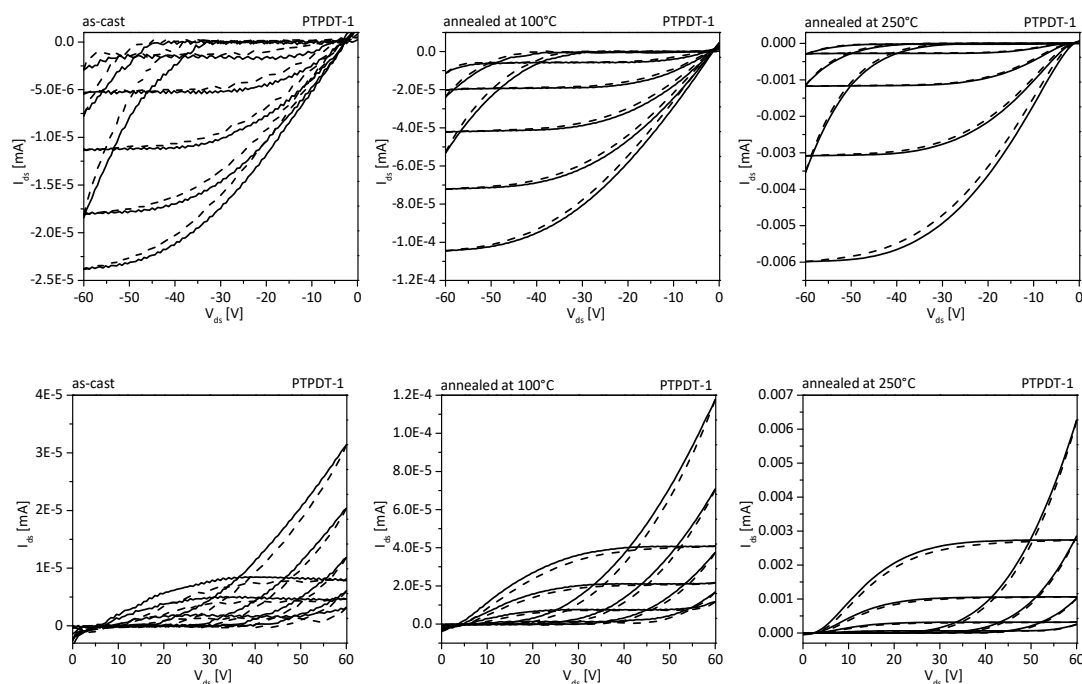 as-cast PTPDT-1
0.0
-5.0E-6
-1.0E-5
-1.5E-5
-2.0E-5
-2.5E-5
I_ds [mA]
-60 -50 -40 -30 -20 -10 0
V_ds [V]
annealed at 100°C PTPDT-1
0.0
-2.0E-5
-4.0E-5
-6.0E-5
-8.0E-5
-1.0E-4
-1.2E-4
I_ds [mA]
-60 -50 -40 -30 -20 -10 0
V_ds [V]
annealed at 250°C PTPDT-1
0.000
-0.001
-0.002
-0.003
-0.004
-0.005
-0.006
I_ds [mA]
-60 -50 -40 -30 -20 -10 0
V_ds [V]
as-cast PTPDT-1
4E-5
3E-5
2E-5
1E-5
0
I_ds [mA]
0 10 20 30 40 50 60
V_ds [V]
annealed at 100°C PTPDT-1
1.2E-4
1.0E-4
8.0E-5
6.0E-5
4.0E-5
2.0E-5
0.0
I_ds [mA]
0 10 20 30 40 50 60
V_ds [V]
annealed at 250°C PTPDT-1
0.007
0.006
0.005
0.004
0.003
0.002
0.001
0.000
I_ds [mA]
0 10 20 30 40 50 60
V_ds [V]